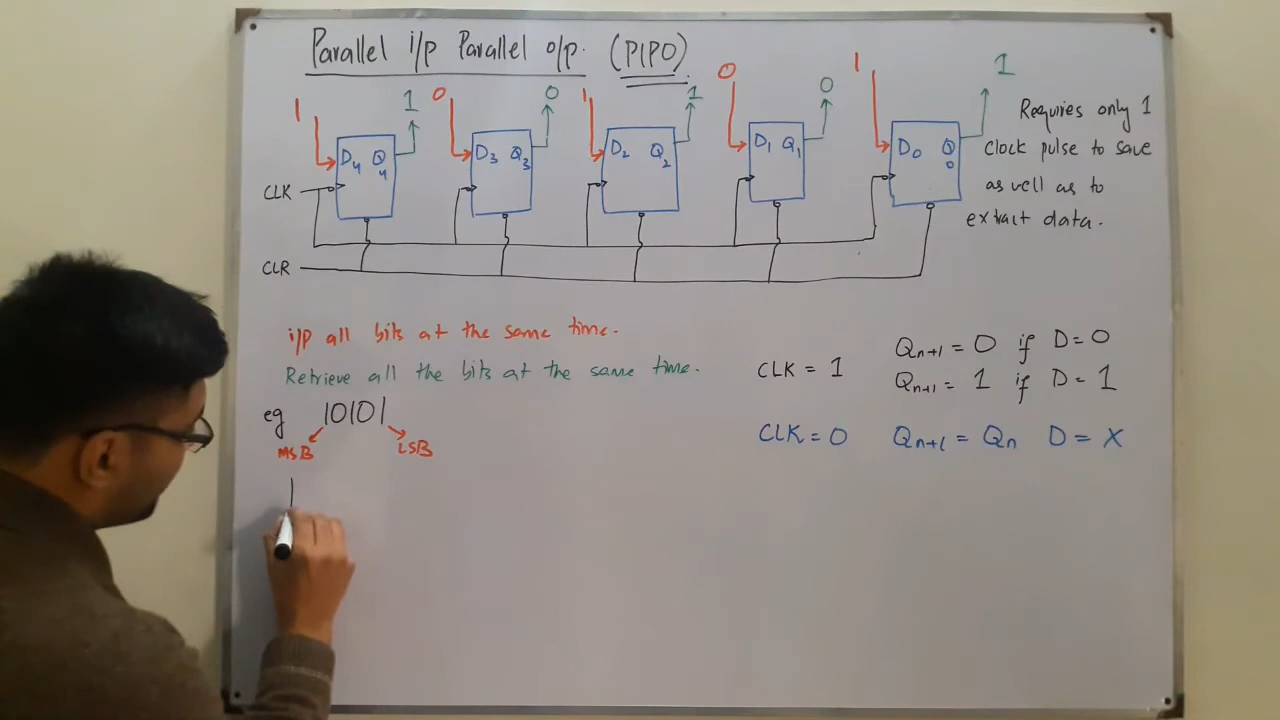 Parallel i/p Parallel o/p. (PIPO)
1 1 0 0 1 1 0 0 1 1
D4 Q4 D3 Q3 D2 Q2 D1 Q1 D0 Q0
CLK
CLR
Requires only 1
clock pulse to save
as well as to
extract data.
i/p all bits at the same time.
Retrieve all the bits at the same time.
eg 10101
MSB LSB
CLK = 1
Qn+1 = 0 if D = 0
Qn+1 = 1 if D = 1
CLK = 0 Qn+1 = Qn D = X